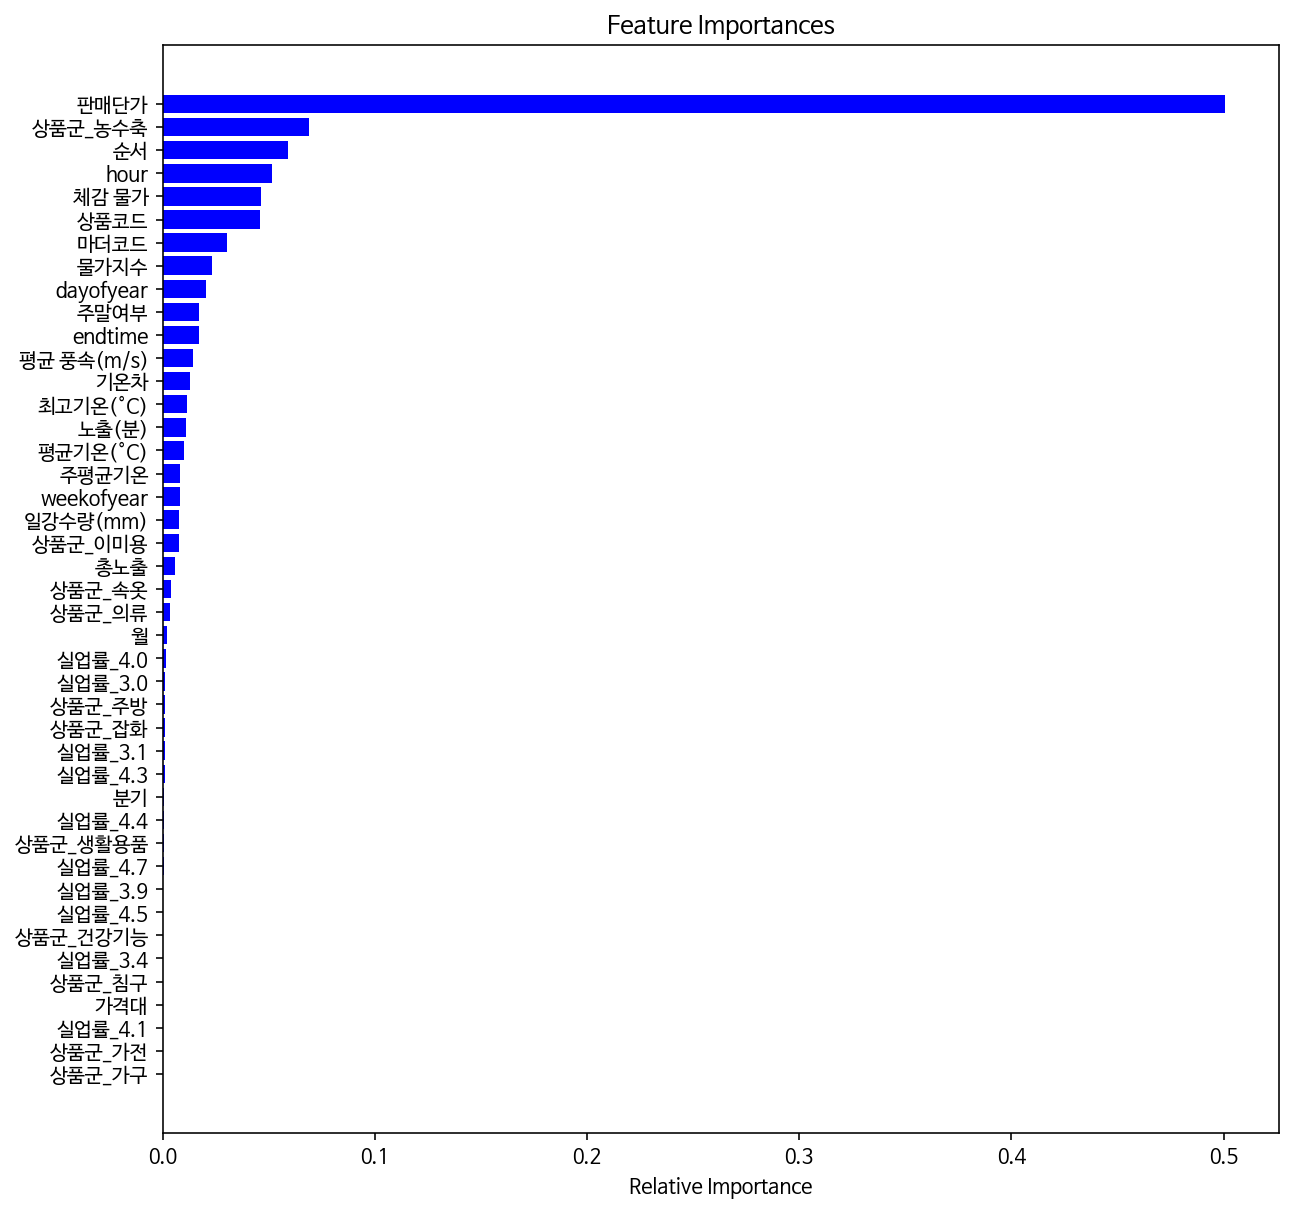 Feature Importances
판매단가
상품군_농수축
순서
hour
체감 물가
상품코드
마더코드
물가지수
dayofyear
주말여부
endtime
평균 풍속(m/s)
기온차
최고기온(°C)
노출(분)
평균기온(°C)
주평균기온
weekofyear
일강수량(mm)
상품군_이미용
총노출
상품군_속옷
상품군_의류
월
실업률_4.0
실업률_3.0
상품군_주방
상품군_잡화
실업률_3.1
실업률_4.3
분기
실업률_4.4
상품군_생활용품
실업률_4.7
실업률_3.9
실업률_4.5
상품군_건강기능
실업률_3.4
상품군_침구
가격대
실업률_4.1
상품군_가전
상품군_가구
0.0 0.1 0.2 0.3 0.4 0.5
Relative Importance